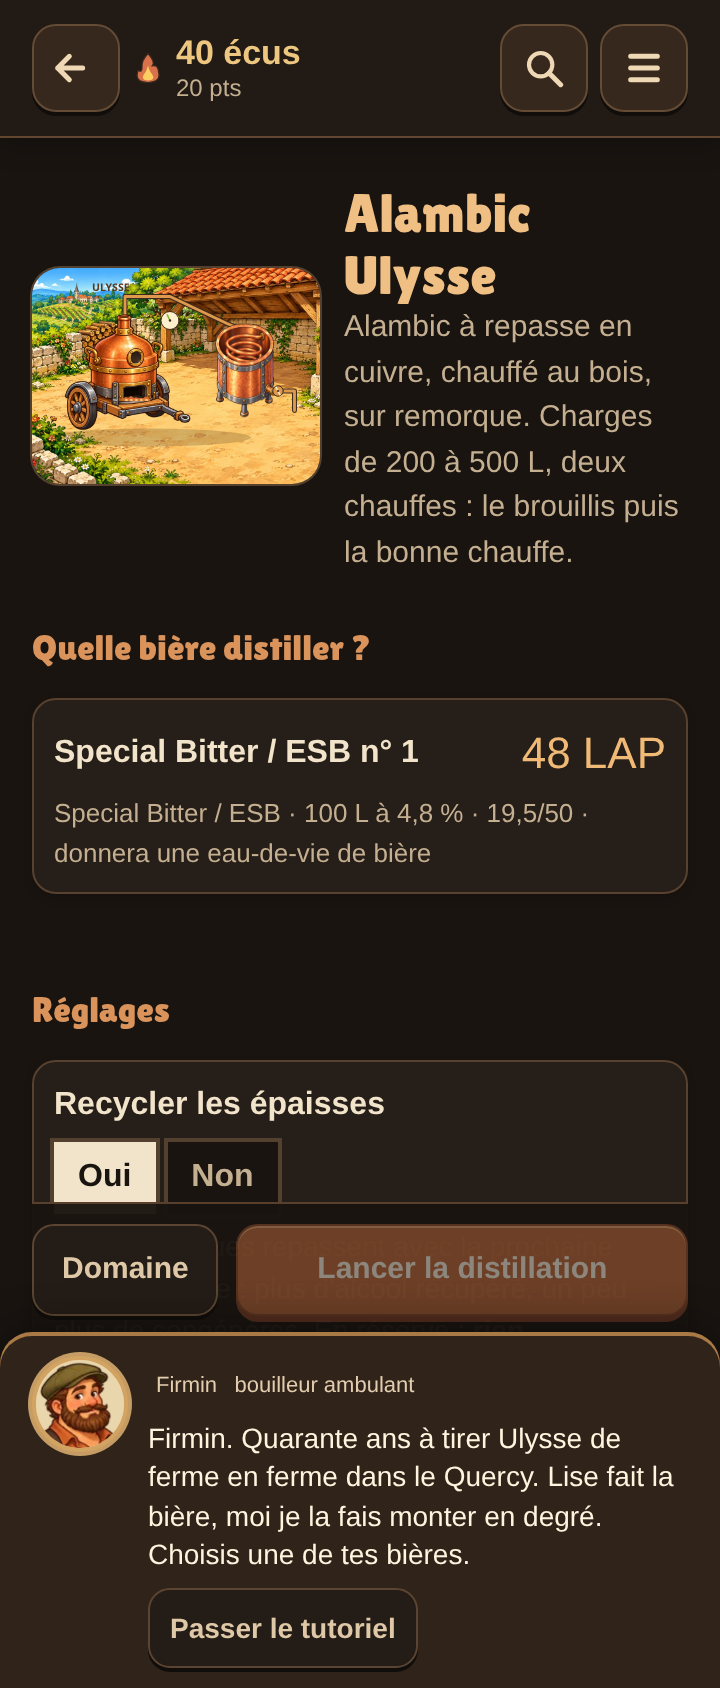 40 écus
20 pts
Alambic
Ulysse
ULYSSE
Alambic à repasse en
cuivre, chauffé au bois,
sur remorque. Charges
de 200 à 500 L, deux
chauffes : le brouillis puis
la bonne chauffe.
Quelle bière distiller ?
Special Bitter / ESB n° 1
48 LAP
Special Bitter / ESB · 100 L à 4,8 % · 19,5/50 ·
donnera une eau-de-vie de bière
Réglages
Recycler les épaisses
Oui
Non
Domaine
Lancer la distillation
Firmin bouilleur ambulant
Firmin. Quarante ans à tirer Ulysse de
ferme en ferme dans le Quercy. Lise fait la
bière, moi je la fais monter en degré.
Choisis une de tes bières.
Passer le tutoriel